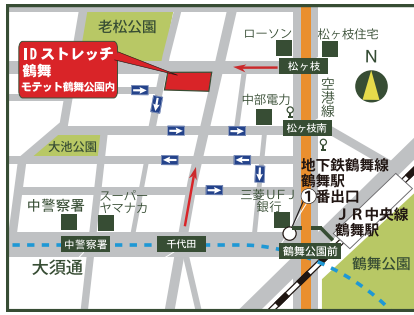 老松公園
ローソン
松ヶ枝住宅
IDストレッチ
鶴舞
モテット鶴舞公園内
松ヶ枝
N
空港線
中部電力
松ヶ枝南
大池公園
地下鉄鶴舞線
鶴舞駅
①番出口
中警察署
スーパー
ヤマナカ
三菱UFJ
銀行
JR中央線
鶴舞駅
中警察署
千代田
鶴舞公園前
大須通
鶴舞公園